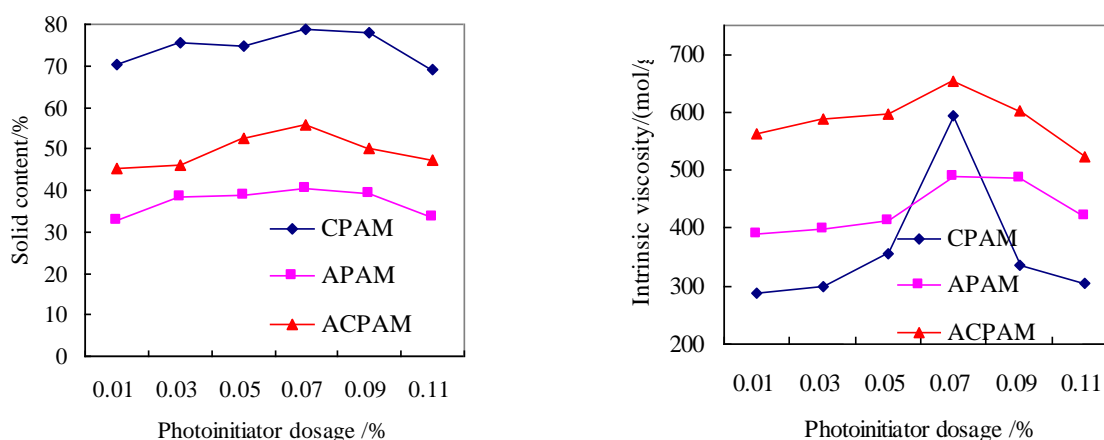 80
70
60
50
40
30
20
10
0
Solid content/%
CPAM
APAM
ACPAM
0.01 0.03 0.05 0.07 0.09 0.11
Photoinitiator dosage /%
700
600
500
400
300
200
Intrinsic viscosity/(mol/g
CPAM
APAM
ACPAM
0.01 0.03 0.05 0.07 0.09 0.11
Photoinitiator dosage /%